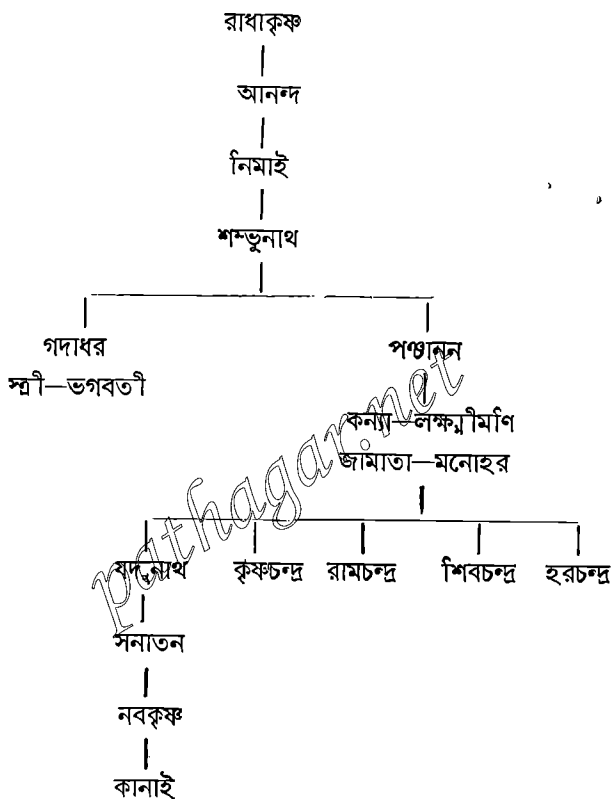 রাধাকৃষ্ণ
আনন্দ
নিমাই
শম্ভুনাথ
গদাধর পঞ্চানন
স্ত্রী—ভগবতী
কন্যা—লক্ষ্মীমণি
জামাতা—মনোহর
যদুনাথ কৃষ্ণচন্দ্র রামচন্দ্র শিবচন্দ্র হরচন্দ্র
সনাতন
নবকৃষ্ণ
কানাই
pathagar.net